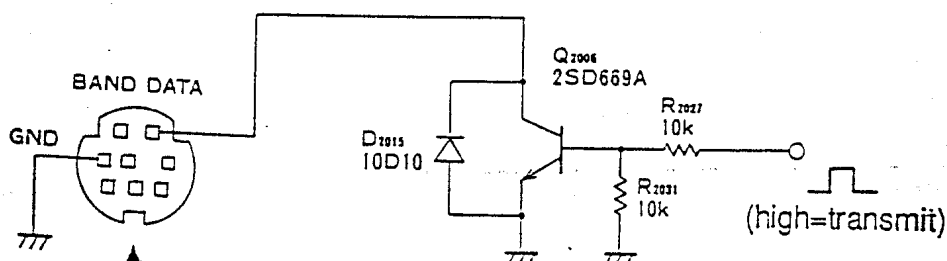 BAND DATA
GND
Q2006
2SD669A
D2015
10D10
R2027
10k
R2031
10k
(high=transmit)